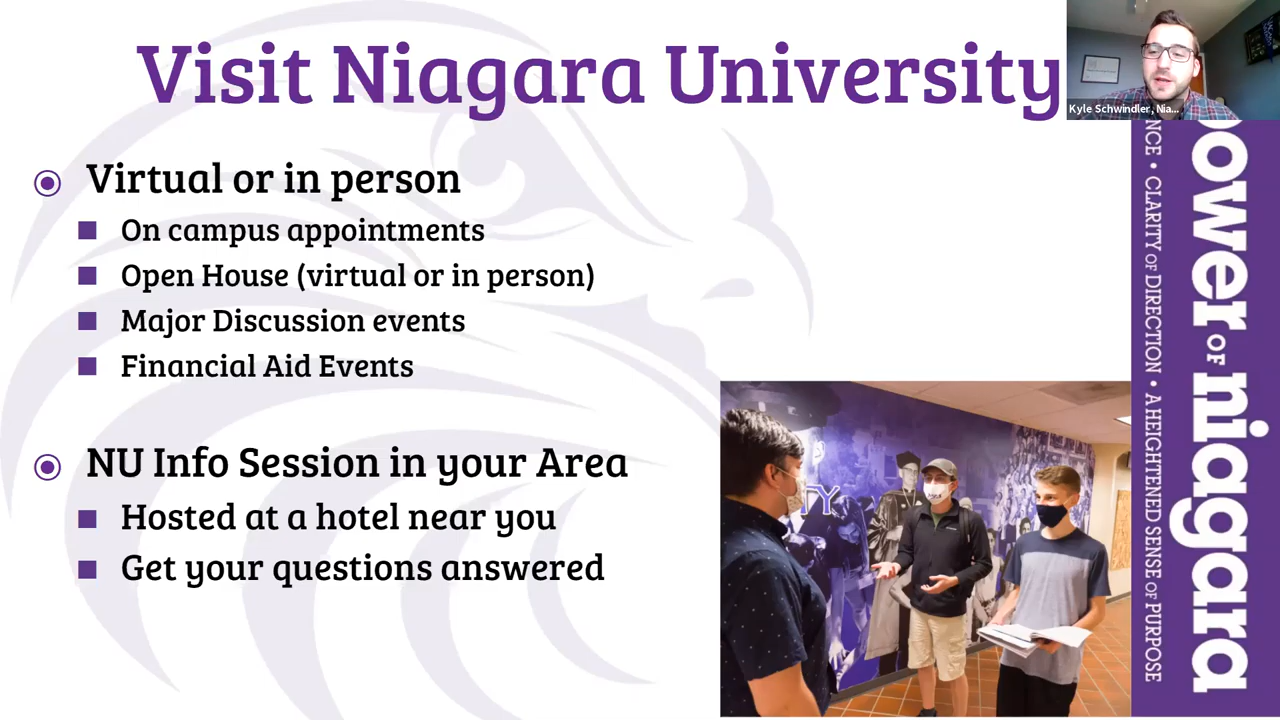 Visit Niagara University
Kyle Schwindler, Nia...
Virtual or in person
On campus appointments
Open House (virtual or in person)
Major Discussion events
Financial Aid Events
NU Info Session in your Area
Hosted at a hotel near you
Get your questions answered
ower OF niagara
NCE • CLARITY OF DIRECTION • A HEIGHTENED SENSE OF PURPOSE
TY